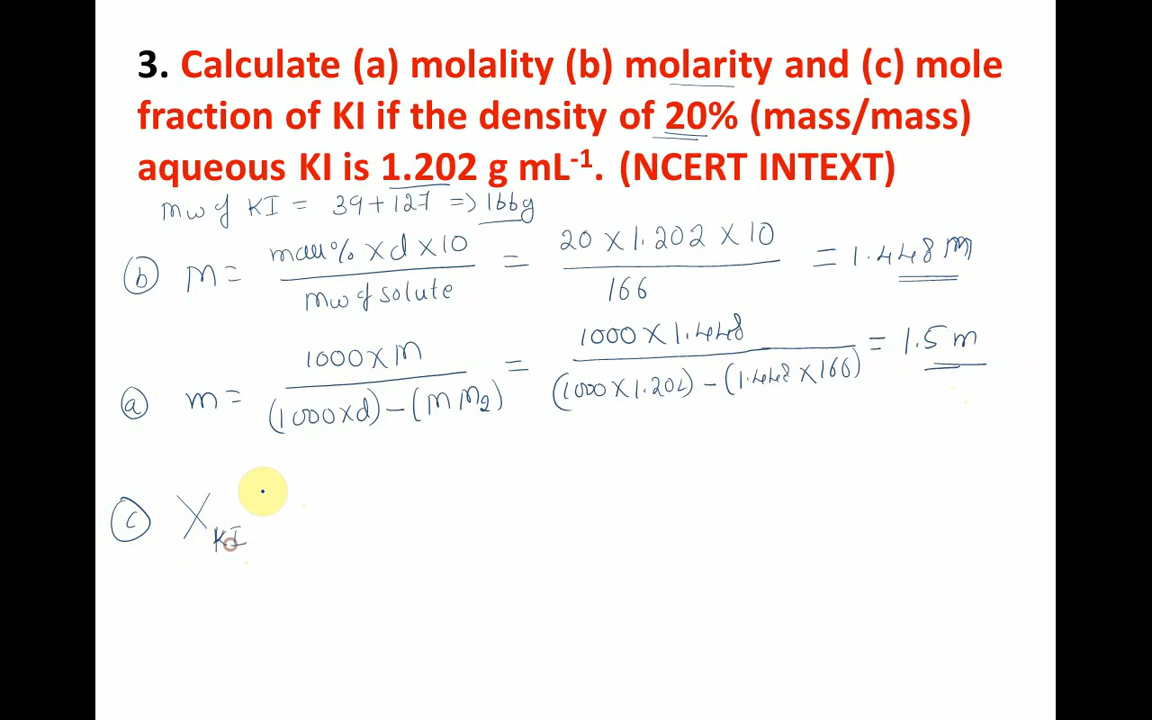 3. Calculate (a) molality (b) molarity and (c) mole
fraction of KI if the density of 20% (mass/mass)
aqueous KI is 1.202 g mL⁻¹. (NCERT INTEXT)
mw of KI = 39+127 => 166g
(b) M = mass% X d X 10 / mw of solute = 20 X 1.202 X 10 / 166 = 1.448 M
(a) m = 1000 X M / (1000 X d) - (M M₂) = 1000 X 1.448 / (1000 X 1.202) - (1.448 X 166) = 1.5 m
(c) X KI